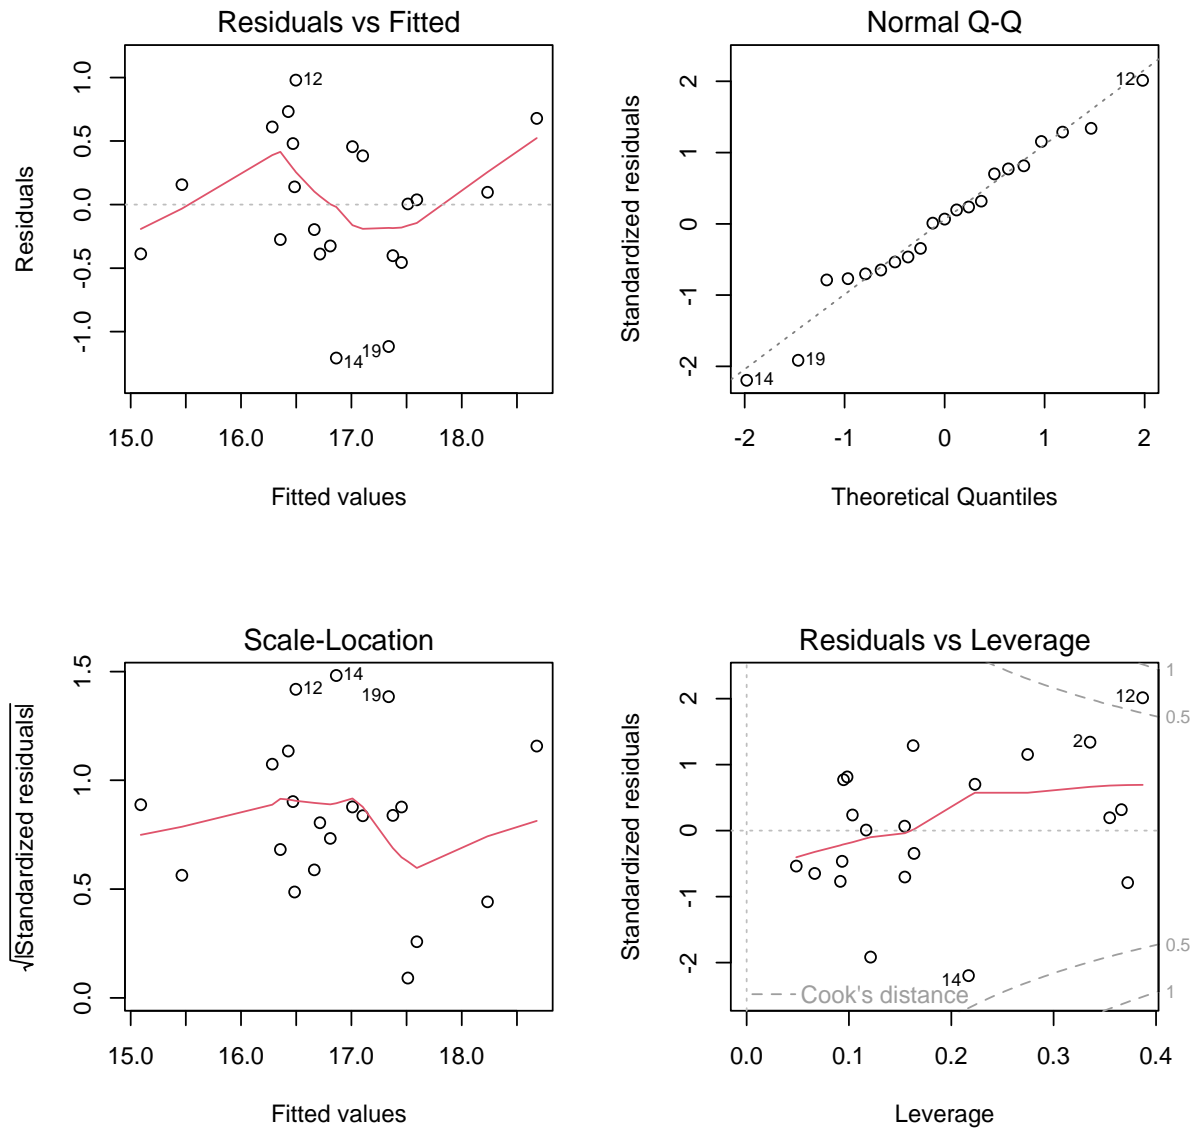 Residuals vs Fitted
Residuals
1.0
0.5
0.0
-0.5
-1.0
12
14
19
15.0 16.0 17.0 18.0
Fitted values
Normal Q-Q
Standardized residuals
2
1
0
-1
-2
12
19
14
-2 -1 0 1 2
Theoretical Quantiles
Scale-Location
√|Standardized residuals|
1.5
1.0
0.5
0.0
12
14
19
15.0 16.0 17.0 18.0
Fitted values
Residuals vs Leverage
Standardized residuals
2
1
0
-1
-2
12
2
14
1
0.5
0.5
1
Cook's distance
0.0 0.1 0.2 0.3 0.4
Leverage